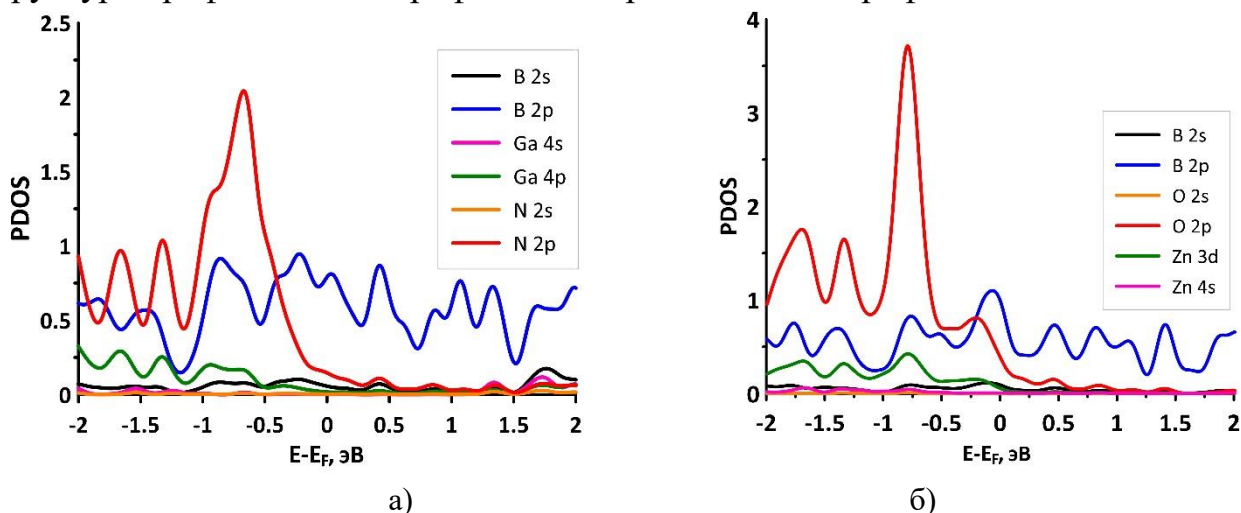 2.5
2
1.5
1
0.5
0
PDOS
-2 -1.5 -1 -0.5 0 0.5 1 1.5 2
E-E_F, эВ
B 2s
B 2p
Ga 4s
Ga 4p
N 2s
N 2p
а)
4
3
2
1
0
PDOS
-2 -1.5 -1 -0.5 0 0.5 1 1.5 2
E-E_F, эВ
B 2s
B 2p
O 2s
O 2p
Zn 3d
Zn 4s
б)